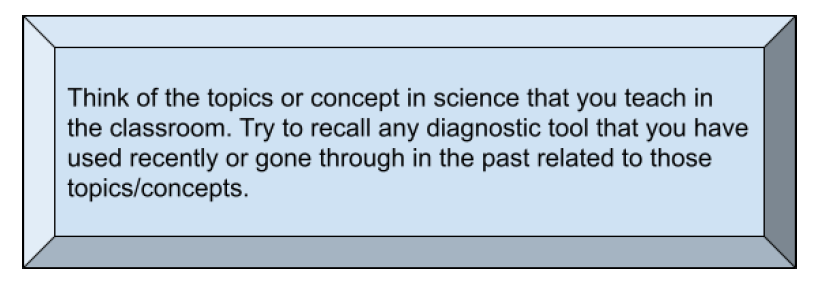 Think of the topics or concept in science that you teach in
the classroom. Try to recall any diagnostic tool that you have
used recently or gone through in the past related to those
topics/concepts.